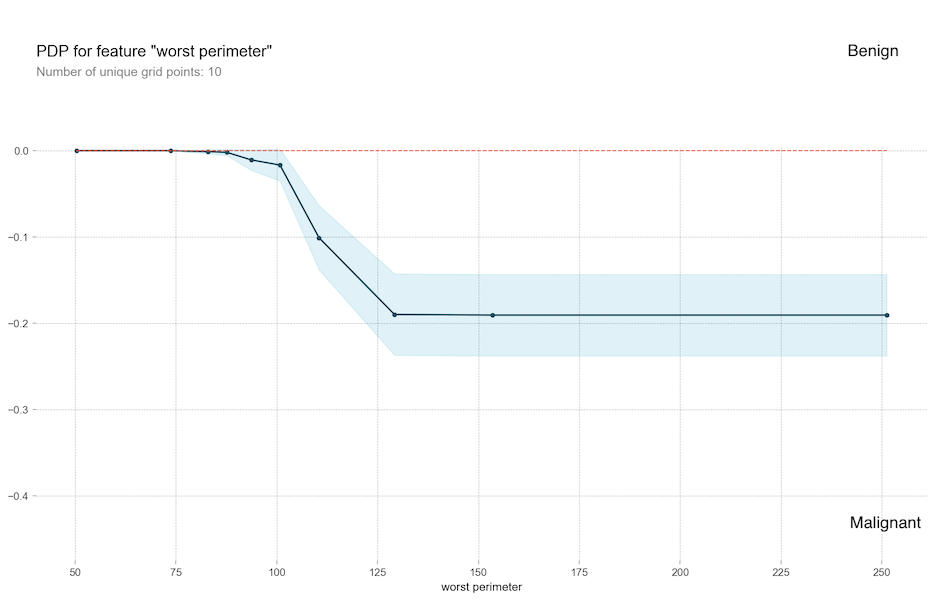 PDP for feature "worst perimeter"
Benign
Number of unique grid points: 10
0.0
−0.1
−0.2
−0.3
−0.4
Malignant
50 75 100 125 150 175 200 225 250
worst perimeter